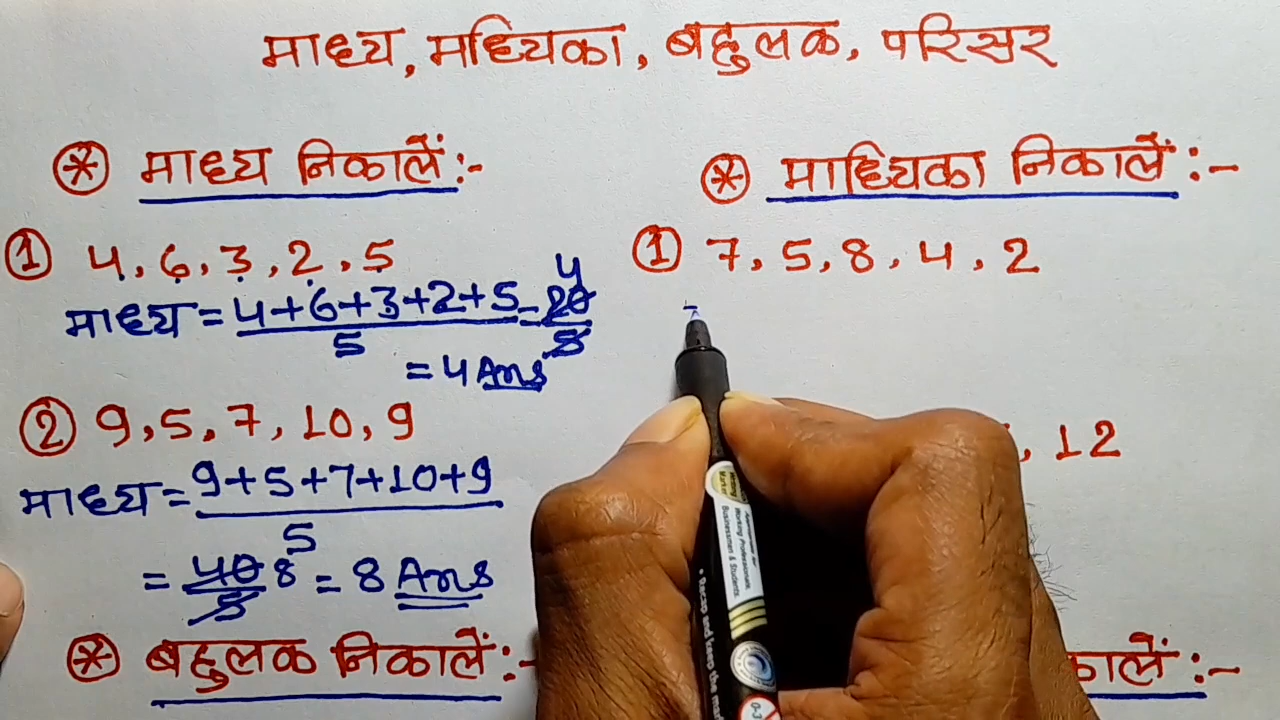 माध्य, मध्यिका, बहुलक, परिसर
* माध्य निकालें :-
① 4, 6, 3, 2, 5
माध्य = 4+6+3+2+5 = 20 4
5 5
= 4 Ans
② 9, 5, 7, 10, 9
माध्य = 9+5+7+10+9
5
= 40 8 = 8 Ans
5
* बहुलक निकालें :-
* माध्यिका निकालें :-
① 7, 5, 8, 4, 2
, 12
कालें :-